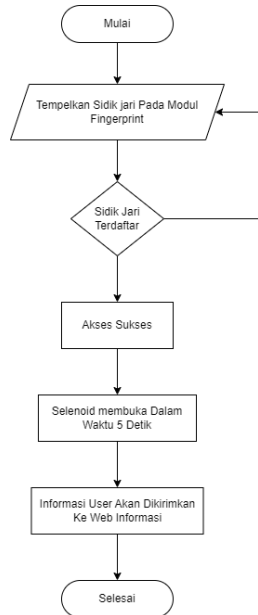 Mulai
Tempelkan Sidik jari Pada Modul
Fingerprint
Sidik Jari
Terdaftar
Akses Sukses
Selenoid membuka Dalam
Waktu 5 Detik
Informasi User Akan Dikirimkan
Ke Web Informasi
Selesai